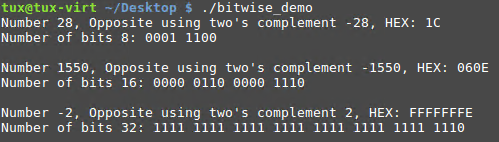 tux@tux-virt ~/Desktop $ ./bitwise_demo
Number 28, Opposite using two's complement -28, HEX: 1C
Number of bits 8: 0001 1100
Number 1550, Opposite using two's complement -1550, HEX: 060E
Number of bits 16: 0000 0110 0000 1110
Number -2, Opposite using two's complement 2, HEX: FFFFFFFE
Number of bits 32: 1111 1111 1111 1111 1111 1111 1111 1110